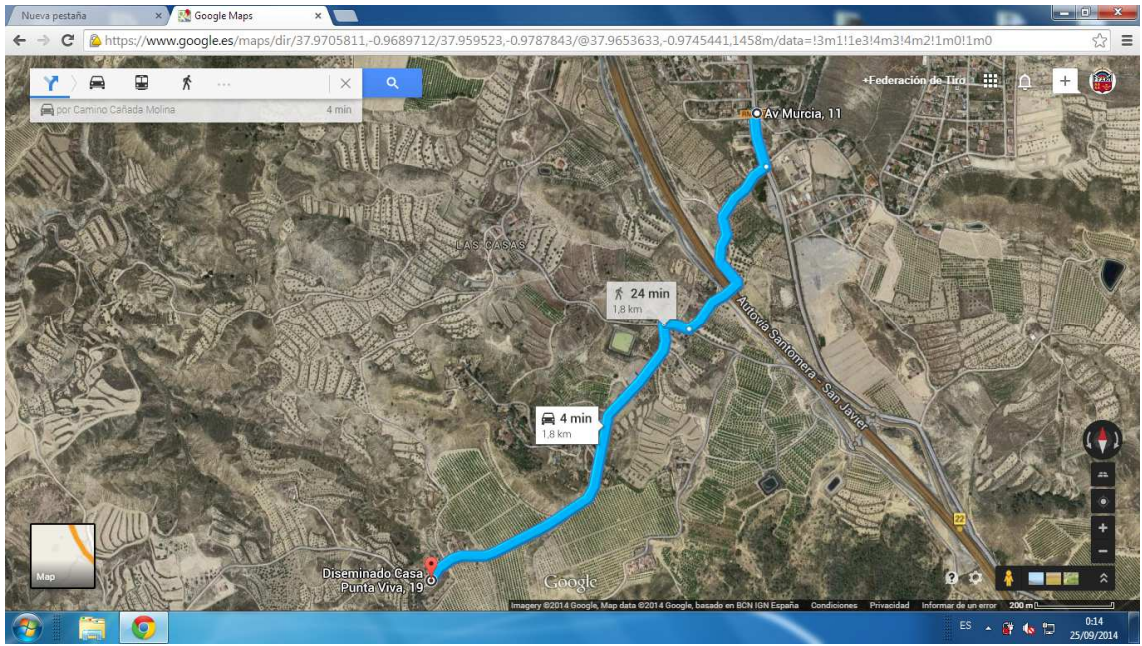 Nueva pestaña
Google Maps
https://www.google.es/maps/dir/37.9705811,-0.9689712/37.959523,-0.9787843/@37.9653633,-0.9745441,1458m/data=!3m1!1e3!4m3!4m2!1m0!1m0
+Federación de Tiro
por Camino Cañada Molina 4 min
Av Murcia, 11
LAS CASAS
24 min
1,8 km
Autovía Santomera - San Javier
4 min
1,8 km
22
Map
Diseminado Casa
Punta Viva, 19
Google
Imagery ©2014 Google, Map data ©2014 Google, basado en BCN IGN España Condiciones Privacidad Informar de un error 200 m
ES
0:14
25/09/2014